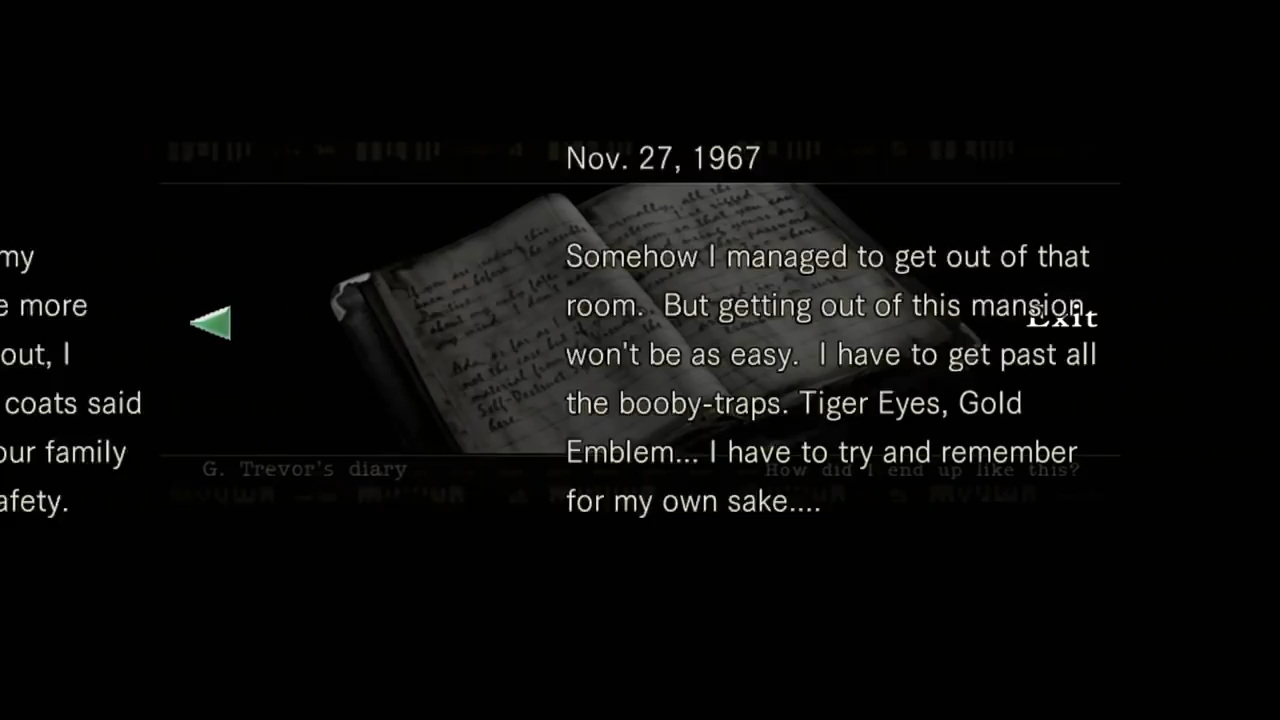 Nov. 27, 1967
my
e more
out, I
coats said
our family
afety.
Somehow I managed to get out of that
room. But getting out of this mansion
won't be as easy. I have to get past all
the booby-traps. Tiger Eyes, Gold
Emblem... I have to try and remember
for my own sake....
Exit
G. Trevor's diary
How did I end up like this?